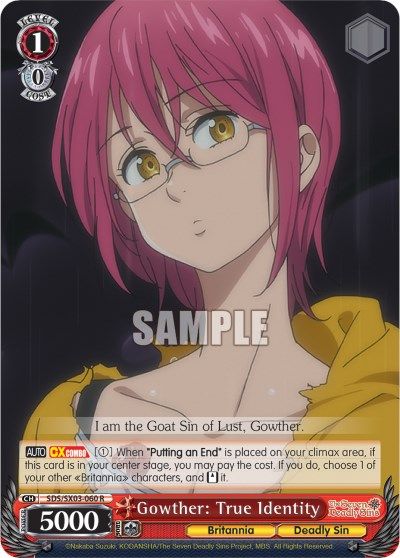 LEVEL
1
0
COST
SAMPLE
I am the Goat Sin of Lust, Gowther.
AUTO CX COMBO [①] When "Putting an End" is placed on your climax area, if
this card is in your center stage, you may pay the cost. If you do, choose 1 of
your other «Britannia» characters, and it.
CH SDS/SX03-060 R
POWER 5000
Gowther: True Identity
The Seven Deadly Sins
Britannia Deadly Sin
©Nakaba Suzuki, KODANSHA/The Seven Deadly Sins Project, MBS. All Rights Reserved.